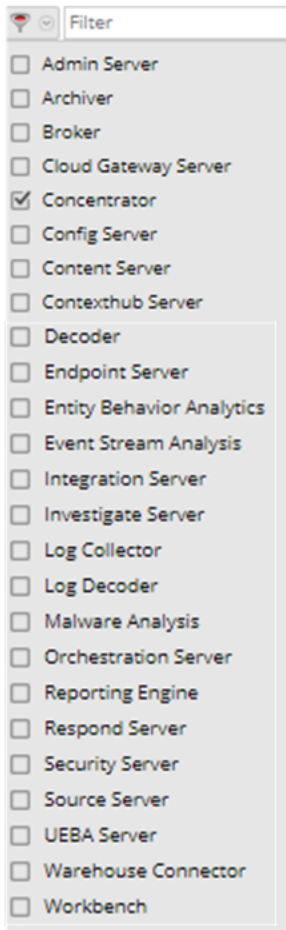 Filter
Admin Server
Archiver
Broker
Cloud Gateway Server
Concentrator
Config Server
Content Server
Contexthub Server
Decoder
Endpoint Server
Entity Behavior Analytics
Event Stream Analysis
Integration Server
Investigate Server
Log Collector
Log Decoder
Malware Analysis
Orchestration Server
Reporting Engine
Respond Server
Security Server
Source Server
UEBA Server
Warehouse Connector
Workbench